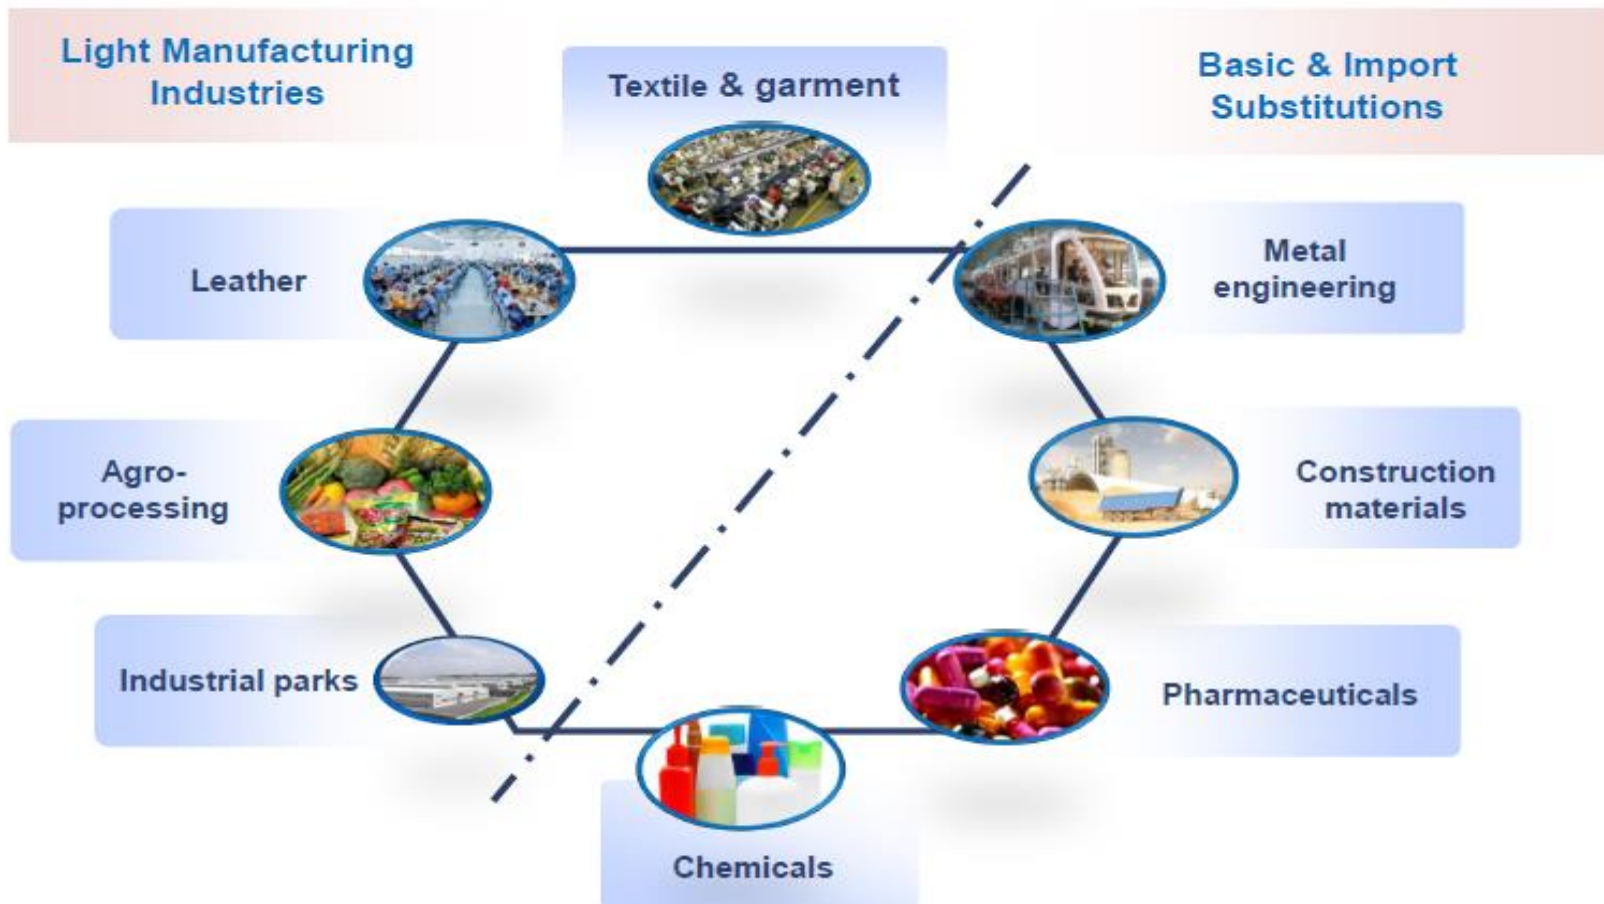 Light Manufacturing
Industries
Textile & garment
Basic & Import
Substitutions
Leather
Metal
engineering
Agro-
processing
Construction
materials
Industrial parks
Pharmaceuticals
Chemicals